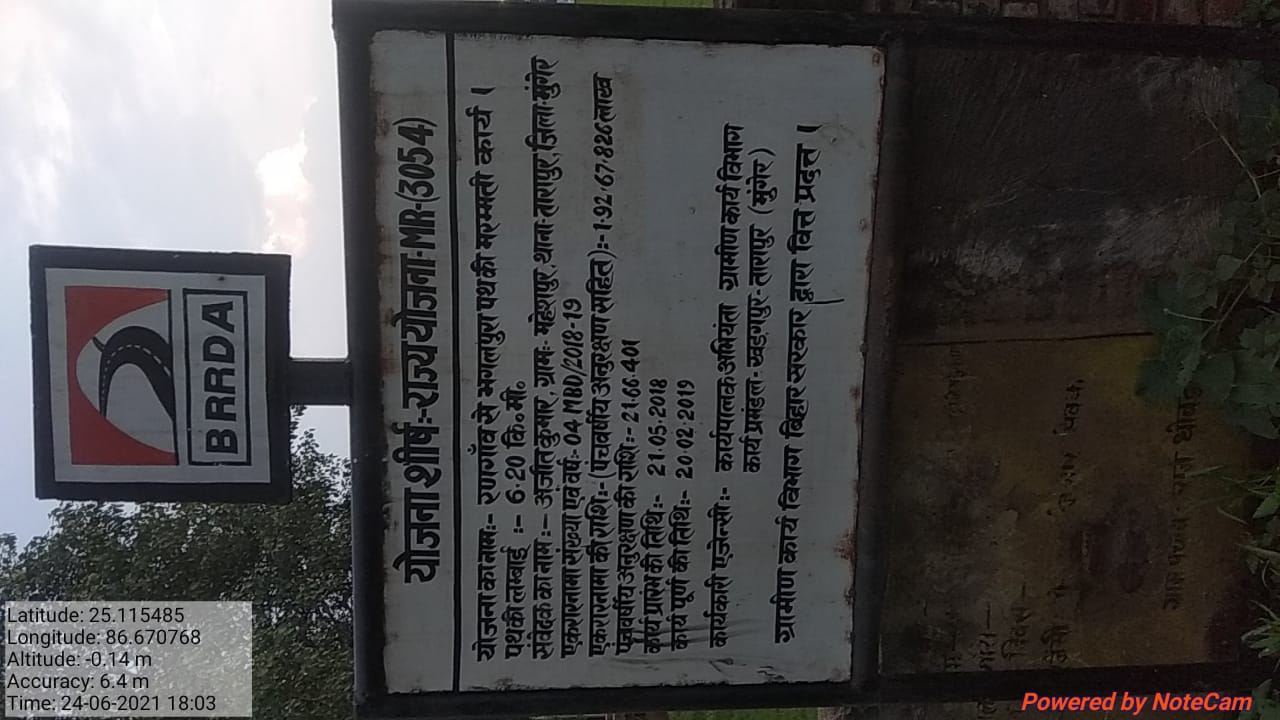 BRRDA
योजना शीर्ष:-राज्य योजना-MR-(3054)
योजना का नाम:- रणगाँव से भगलपुरा पथ की मरम्मती कार्य ।
पथ की लम्बाई :- 6.20 कि॰मी॰
संवेदक का नाम:- अजीत कुमार, ग्राम:- महेशपुर, थाना-तारापुर, जिला-मुंगेर
एकरारनामा संख्या एवं वर्ष:- 04 MBD/2018-19
एकरारनामा की राशि:- (पंचवर्षीय अनुरक्षण सहित):-1.92.67.826 लाख
पंचवर्षीय अनुरक्षण की राशि:- 21.66.401
कार्य प्रारंभ की तिथि:- 21.05.2018
कार्य पूर्ण की तिथि:- 20.02.2019
कार्यकारी एजेन्सी:- कार्यपालक अभियंता ग्रामीण कार्य विभाग
कार्य प्रमंडल-खड़गपुर-तारापुर (मुंगेर)
ग्रामीण कार्य विभाग बिहार सरकार द्वारा वित्त प्रदत्त ।
ग्राम पंचायत राज धोबई
Latitude: 25.115485
Longitude: 86.670768
Altitude: -0.14 m
Accuracy: 6.4 m
Time: 24-06-2021 18:03
Powered by NoteCam